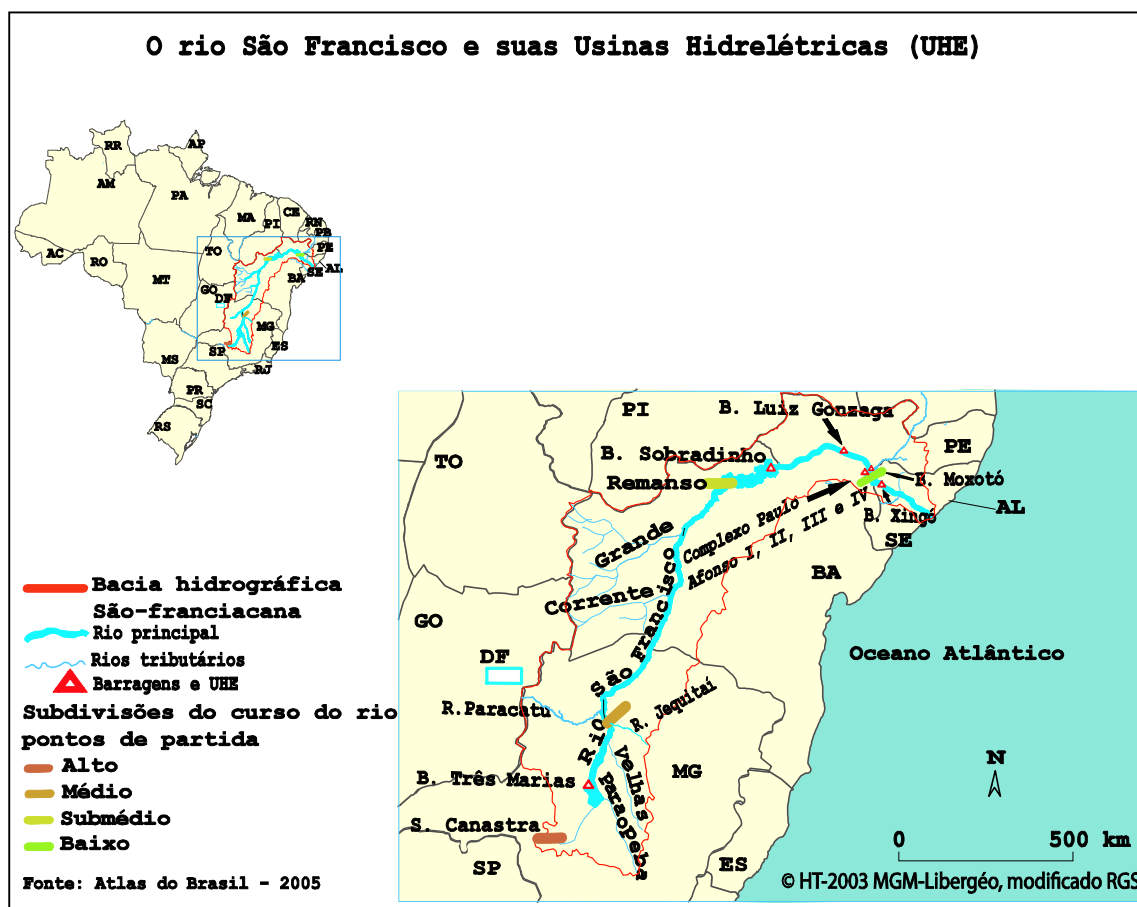 O rio São Francisco e suas Usinas Hidrelétricas (UHE)
RR
AP
AM
PA
MA
PI
CE
RN
PB
PE
AL
SE
BA
TO
AC
RO
MT
GO
DF
MG
ES
SP
MS
RJ
PR
SC
RS
PI
B. Luiz Gonzaga
PE
TO
B. Sobradinho
Remanso
B. Moxotó
B. Xingó
AL
SE
Complexo Paulo
Afonso I, II, III e IV
Grande
Corrente
BA
Rio São Francisco
GO
DF
Oceano Atlântico
R.Paracatu
R. Jequitaí
MG
B. Três Marias
Velhas
Paraopeba
S. Canastra
SP
ES
N
0 500 km
© HT-2003 MGM-Libergéo, modificado RGS
Bacia hidrográfica
São-franciacana
Rio principal
Rios tributários
Barragens e UHE
Subdivisões do curso do rio
pontos de partida
Alto
Médio
Submédio
Baixo
Fonte: Atlas do Brasil - 2005